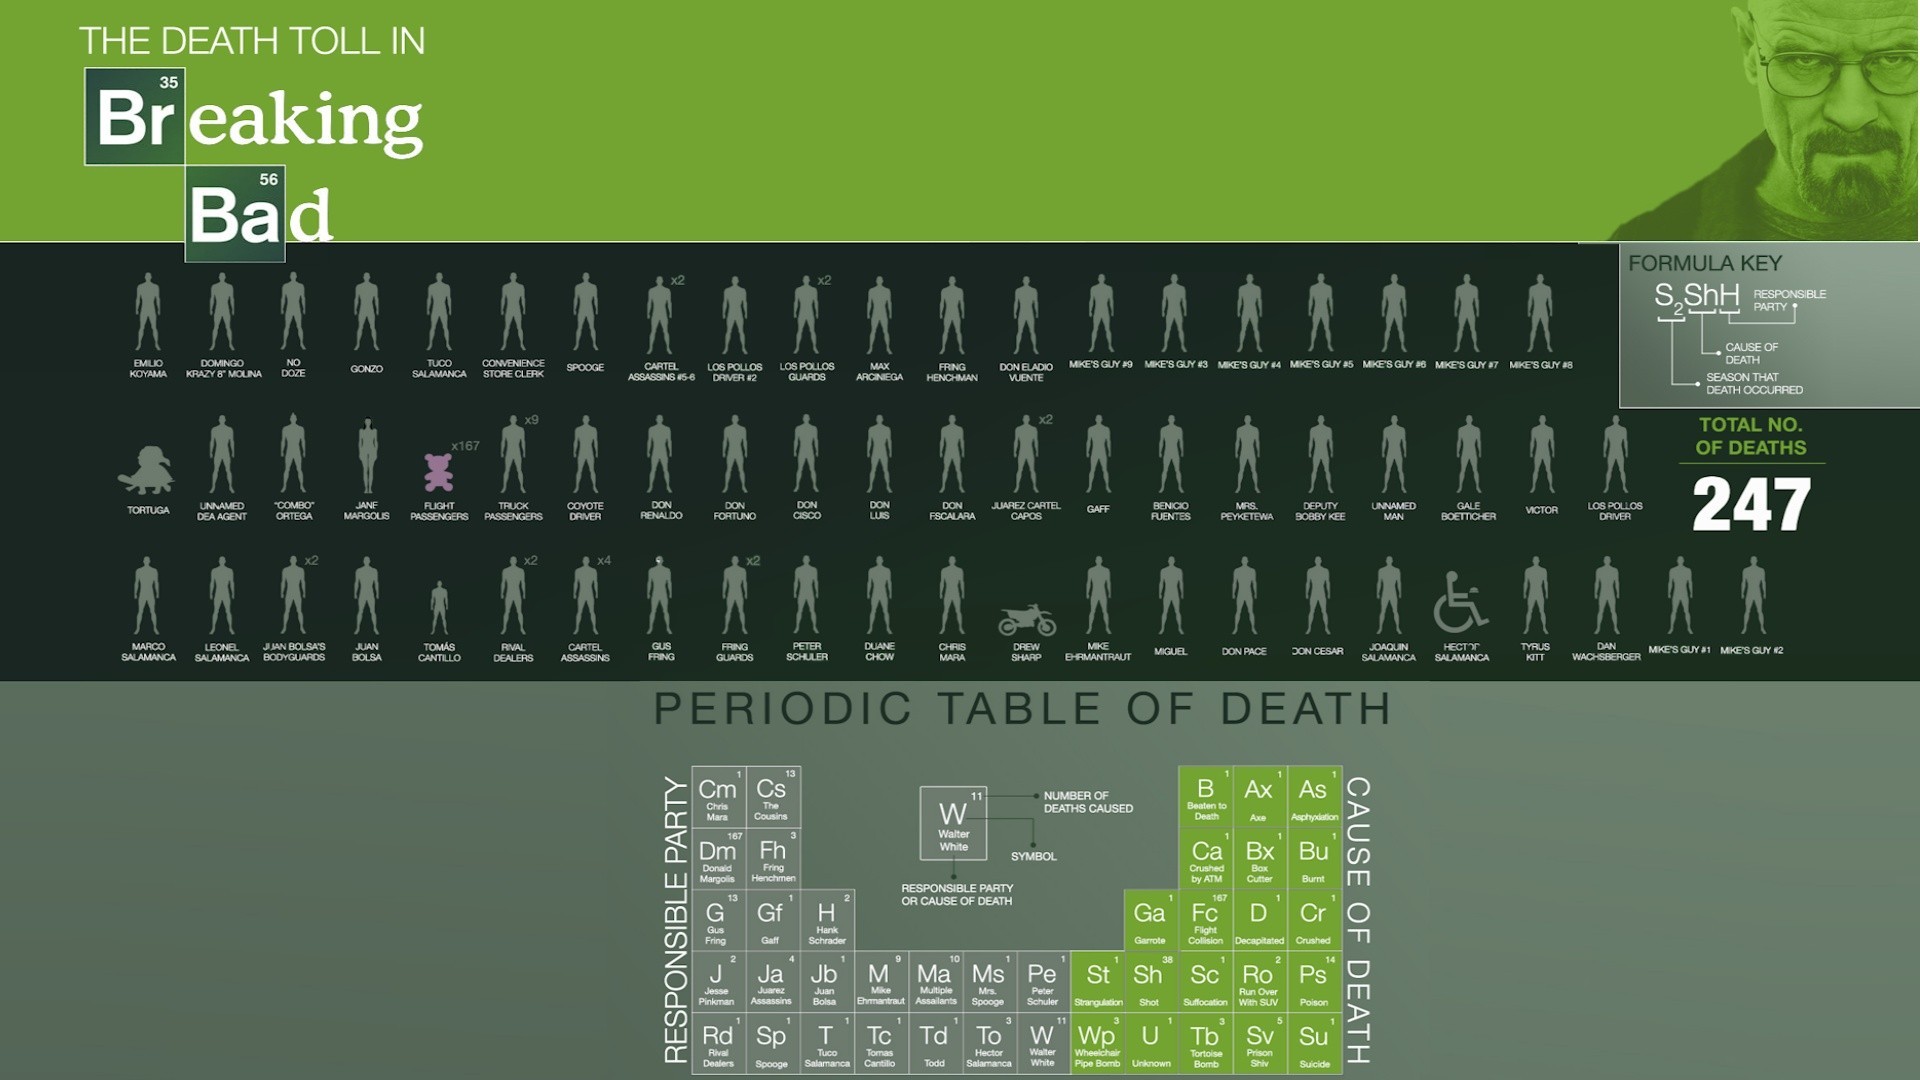 THE DEATH TOLL IN
35
Breaking
56
Bad
FORMULA KEY
S2ShH
RESPONSIBLE
PARTY
CAUSE OF
DEATH
SEASON THAT
DEATH OCCURRED
x2
x2
EMILIO
KOYAMA
DOMINGO
KRAZY 8" MOLINA
NO
DOZE
GONZO
TUCO
SALAMANCA
CONVENIENCE
STORE CLERK
SPOOGE
CARTEL
ASSASSINS #5-6
LOS POLLOS
DRIVER #2
LOS POLLOS
GUARDS
MAX
ARCINIEGA
FRING
HENCHMAN
DON ELADIO
VUENTE
MIKE'S GUY #9
MIKE'S GUY #3
MIKE'S GUY #4
MIKE'S GUY #5
MIKE'S GUY #6
MIKE'S GUY #7
MIKE'S GUY #8
TOTAL NO.
OF DEATHS
247
x167
x9
x2
TORTUGA
UNNAMED
DEA AGENT
"COMBO"
ORTEGA
JANE
MARGOLIS
FLIGHT
PASSENGERS
TRUCK
PASSENGERS
COYOTE
DRIVER
DON
RENALDO
DON
FORTUNO
DON
CISCO
DON
LUIS
DON
ESCALARA
JUAREZ CARTEL
CAPOS
GAFF
BENICIO
FUENTES
MRS.
PEYKETEWA
DEPUTY
BOBBY KEE
UNNAMED
MAN
GALE
BOETTICHER
VICTOR
LOS POLLOS
DRIVER
x2
x2
x4
x2
MARCO
SALAMANCA
LEONEL
SALAMANCA
JUAN BOLSA'S
BODYGUARDS
JUAN
BOLSA
TOMÁS
CANTILLO
RIVAL
DEALERS
CARTEL
ASSASSINS
GUS
FRING
FRING
GUARDS
PETER
SCHULER
DUANE
CHOW
CHRIS
MARA
DREW
SHARP
MIKE
EHRMANTRAUT
MIGUEL
DON PACE
DON CESAR
JOAQUIN
SALAMANCA
HECTOR
SALAMANCA
TYRUS
KITT
DAN
WACHSBERGER
MIKE'S GUY #1
MIKE'S GUY #2
PERIODIC TABLE OF DEATH
RESPONSIBLE PARTY
1
Cm
Chris
Mara
13
Cs
The
Cousins
167
Dm
Donald
Margolis
3
Fh
Fring
Henchmen
13
G
Gus
Fring
1
Gf
Gaff
2
H
Hank
Schrader
2
J
Jesse
Pinkman
4
Ja
Juarez
Assassins
1
Jb
Juan
Bolsa
9
M
Mike
Ehrmantraut
10
Ma
Multiple
Assailants
1
Ms
Mrs.
Spooge
1
Pe
Peter
Schuler
1
Rd
Rival
Dealers
1
Sp
Spooge
1
T
Tuco
Salamanca
1
Tc
Tomas
Cantillo
1
Td
Todd
3
To
Hector
Salamanca
11
W
Walter
White
11
W
Walter
White
NUMBER OF
DEATHS CAUSED
SYMBOL
RESPONSIBLE PARTY
OR CAUSE OF DEATH
1
B
Beaten to
Death
1
Ax
Axe
1
As
Asphyxiation
1
Ca
Crushed
by ATM
1
Bx
Box
Cutter
1
Bu
Burnt
1
Ga
Garrote
167
Fc
Flight
Collision
1
D
Decapitated
1
Cr
Crushed
1
St
Strangulation
38
Sh
Shot
1
Sc
Suffocation
2
Ro
Run Over
With SUV
14
Ps
Poison
3
Wp
Wheelchair
Pipe Bomb
1
U
Unknown
3
Tb
Tortoise
Bomb
5
Sv
Prison
Shiv
1
Su
Suicide
CAUSE OF DEATH